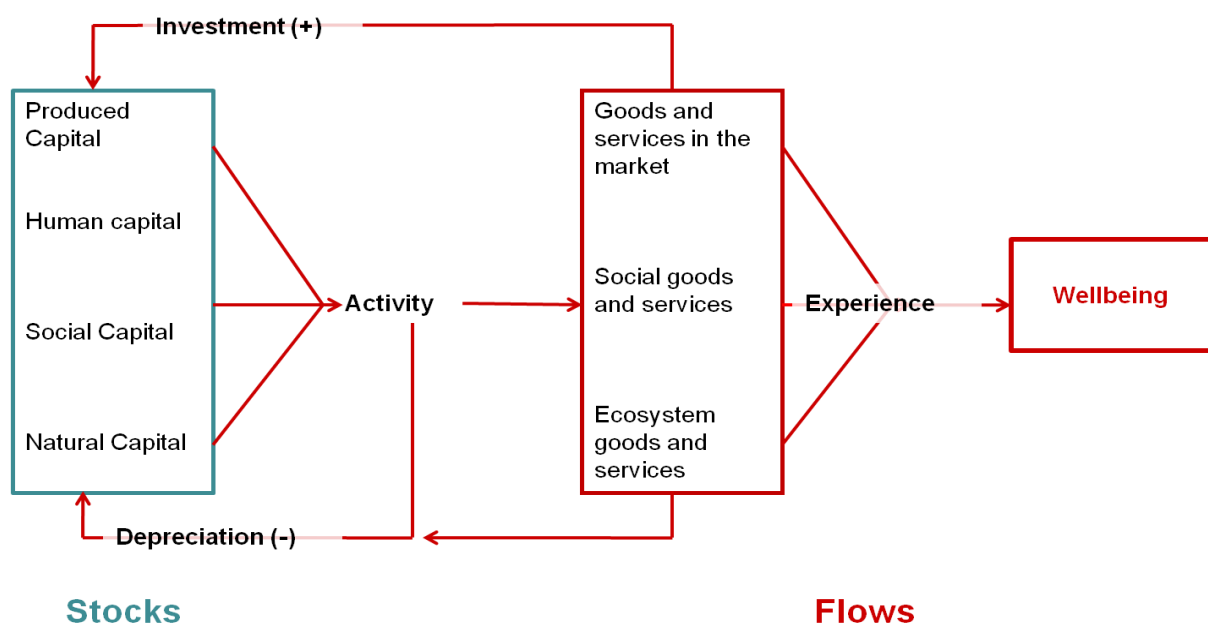 Investment (+)
Produced
Capital
Human capital
Social Capital
Natural Capital
Activity
Depreciation (-)
Goods and
services in the
market
Social goods
and services
Ecosystem
goods and
services
Experience
Wellbeing
Stocks
Flows